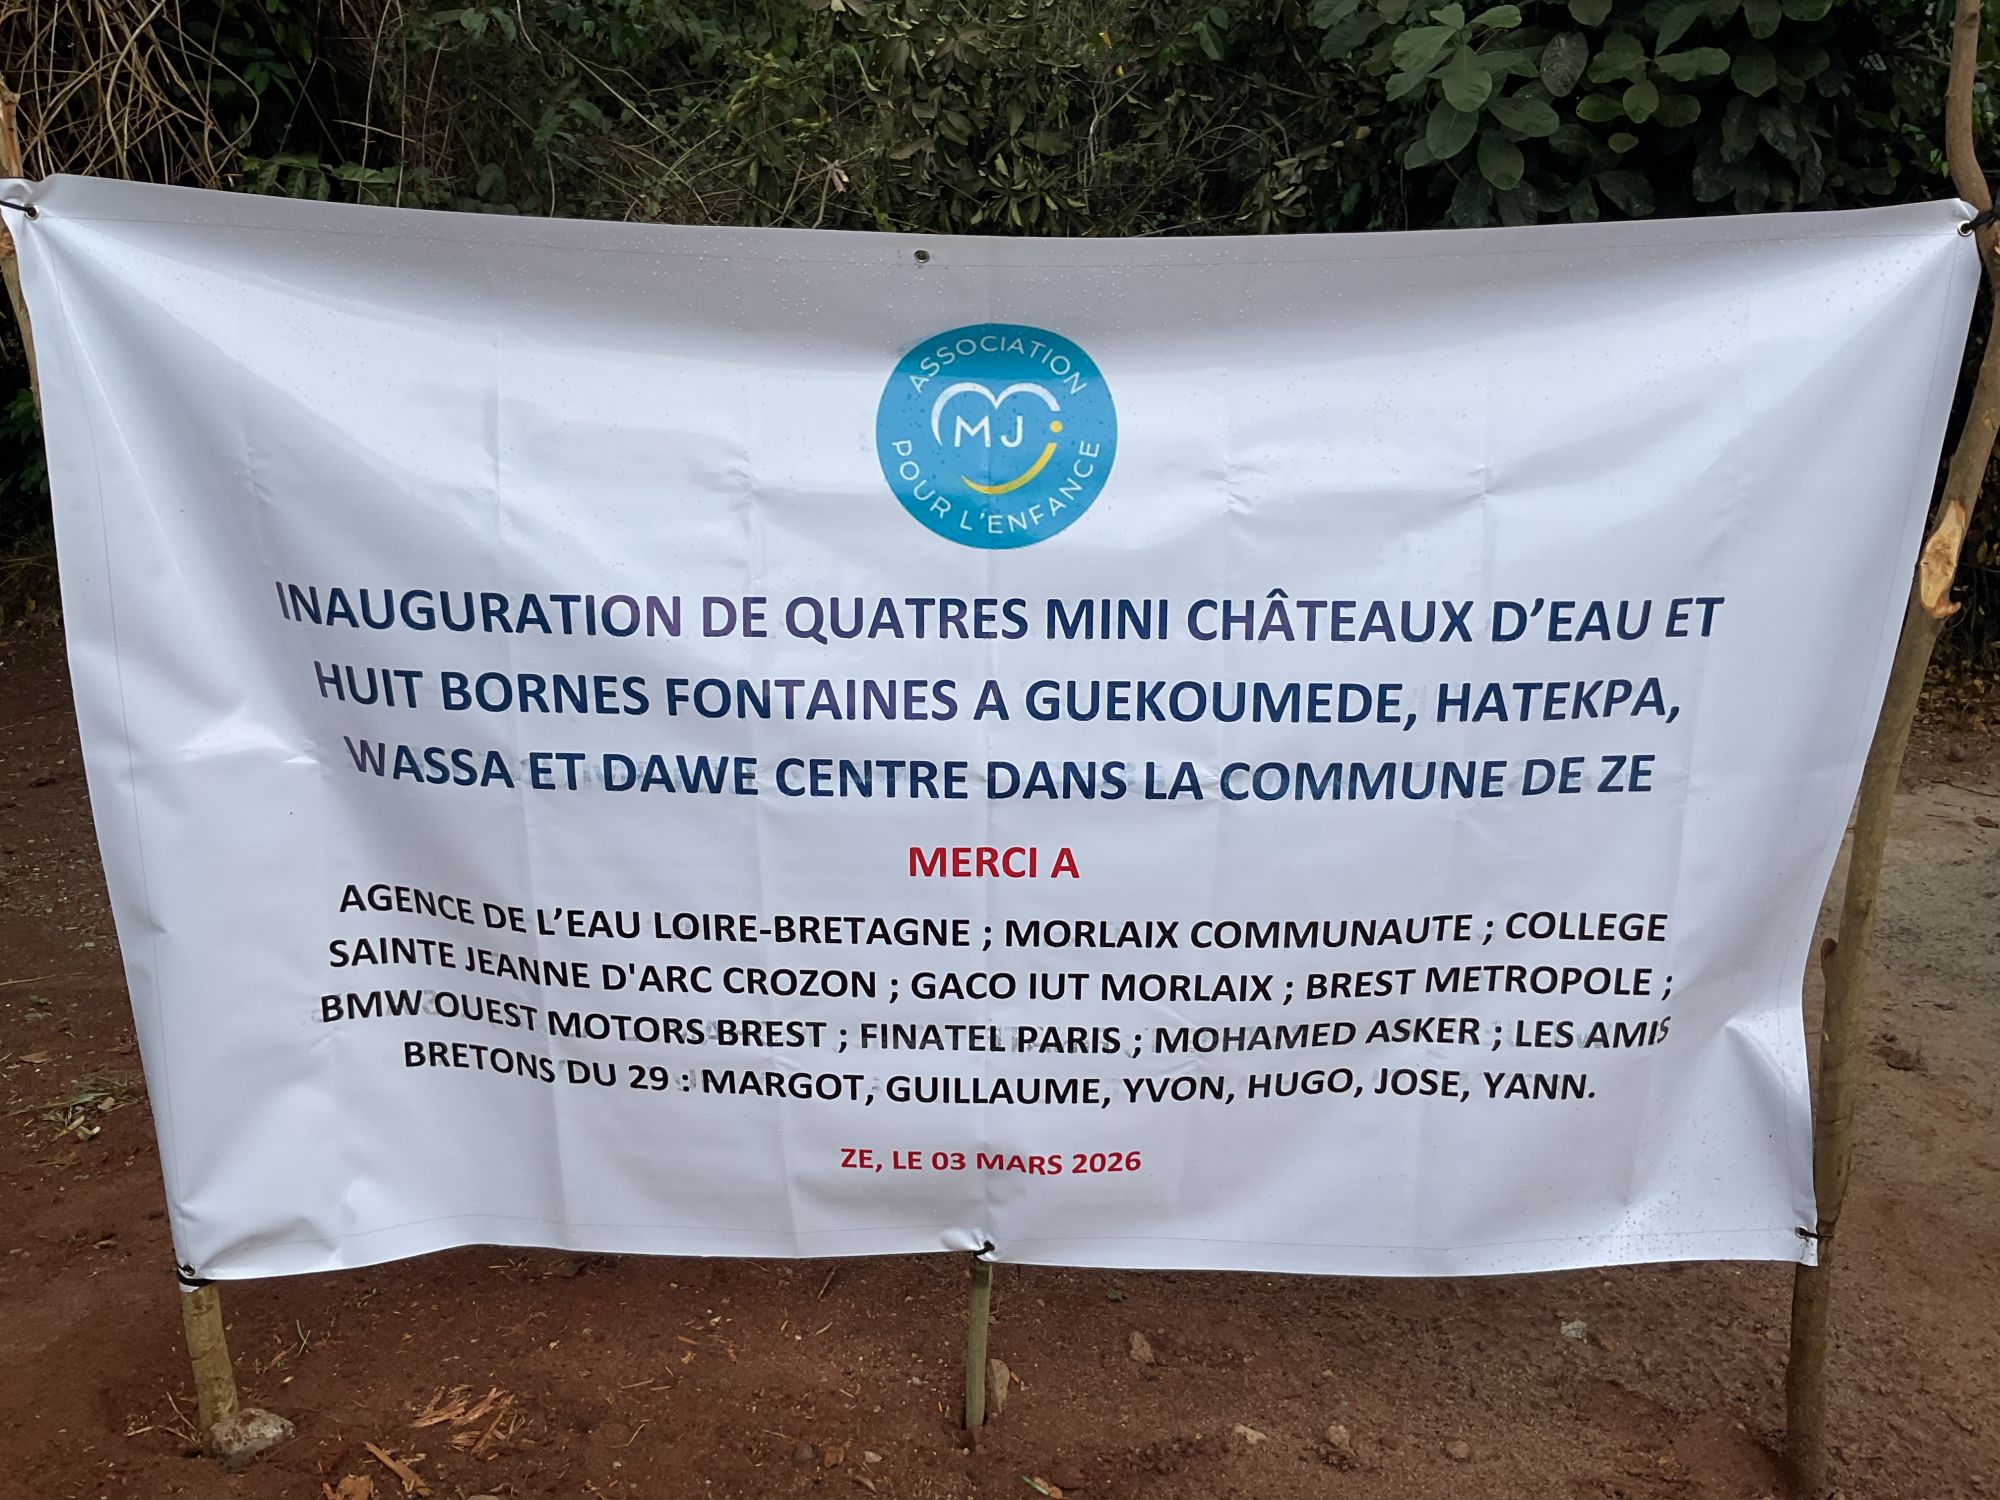 ASSOCIATION
MJ
POUR L'ENFANCE
INAUGURATION DE QUATRES MINI CHÂTEAUX D’EAU ET
HUIT BORNES FONTAINES A GUEKOUMEDE, HATEKPA,
WASSA ET DAWE CENTRE DANS LA COMMUNE DE ZE
MERCI A
AGENCE DE L’EAU LOIRE-BRETAGNE ; MORLAIX COMMUNAUTE ; COLLEGE
SAINTE JEANNE D'ARC CROZON ; GACO IUT MORLAIX ; BREST METROPOLE ;
BMW OUEST MOTORS BREST ; FINATEL PARIS ; MOHAMED ASKER ; LES AMIS
BRETONS DU 29 : MARGOT, GUILLAUME, YVON, HUGO, JOSE, YANN.
ZE, LE 03 MARS 2026